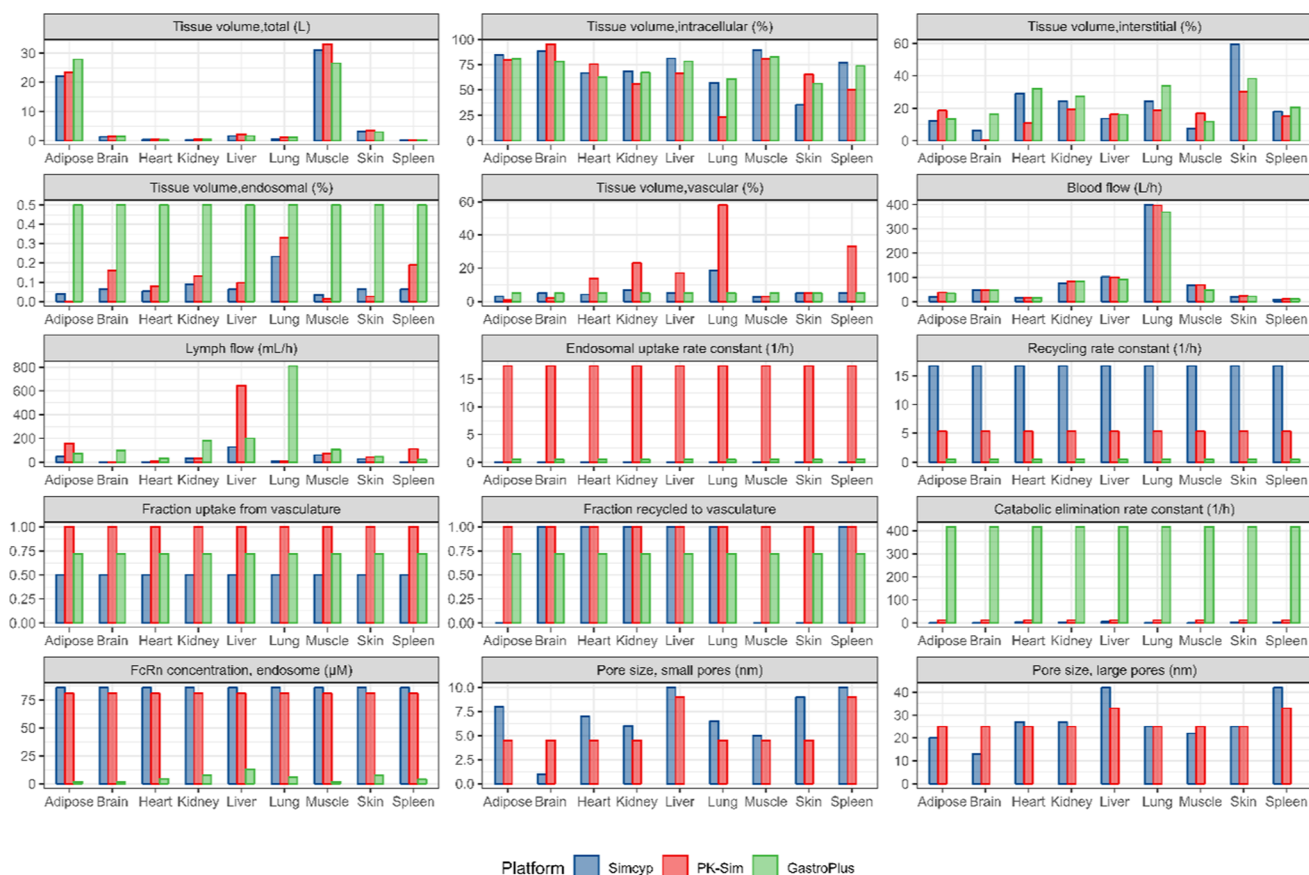 Tissue volume,total (L)
30
20
10
0
Adipose Brain Heart Kidney Liver Lung Muscle Skin Spleen
Tissue volume,intracellular (%)
100
75
50
25
0
Adipose Brain Heart Kidney Liver Lung Muscle Skin Spleen
Tissue volume,interstitial (%)
60
40
20
0
Adipose Brain Heart Kidney Liver Lung Muscle Skin Spleen
Tissue volume,endosomal (%)
0.5
0.4
0.3
0.2
0.1
0.0
Adipose Brain Heart Kidney Liver Lung Muscle Skin Spleen
Tissue volume,vascular (%)
60
40
20
0
Adipose Brain Heart Kidney Liver Lung Muscle Skin Spleen
Blood flow (L/h)
400
300
200
100
0
Adipose Brain Heart Kidney Liver Lung Muscle Skin Spleen
Lymph flow (mL/h)
800
600
400
200
0
Adipose Brain Heart Kidney Liver Lung Muscle Skin Spleen
Endosomal uptake rate constant (1/h)
15
10
5
0
Adipose Brain Heart Kidney Liver Lung Muscle Skin Spleen
Recycling rate constant (1/h)
15
10
5
0
Adipose Brain Heart Kidney Liver Lung Muscle Skin Spleen
Fraction uptake from vasculature
1.00
0.75
0.50
0.25
0.00
Adipose Brain Heart Kidney Liver Lung Muscle Skin Spleen
Fraction recycled to vasculature
1.00
0.75
0.50
0.25
0.00
Adipose Brain Heart Kidney Liver Lung Muscle Skin Spleen
Catabolic elimination rate constant (1/h)
400
300
200
100
0
Adipose Brain Heart Kidney Liver Lung Muscle Skin Spleen
FcRn concentration, endosome (µM)
75
50
25
0
Adipose Brain Heart Kidney Liver Lung Muscle Skin Spleen
Pore size, small pores (nm)
10.0
7.5
5.0
2.5
0.0
Adipose Brain Heart Kidney Liver Lung Muscle Skin Spleen
Pore size, large pores (nm)
40
30
20
10
0
Adipose Brain Heart Kidney Liver Lung Muscle Skin Spleen
Platform Simcyp PK-Sim GastroPlus